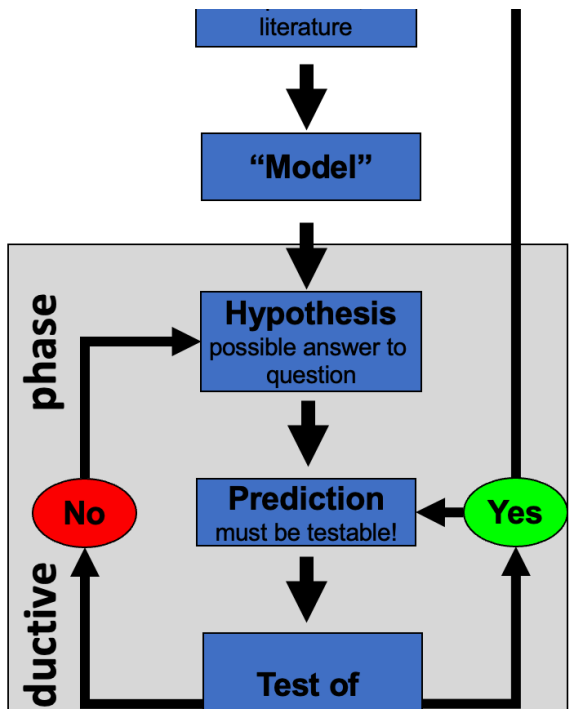 literature
“Model”
Hypothesis
possible answer to
question
phase
No
Prediction
must be testable!
Yes
ductive
Test of